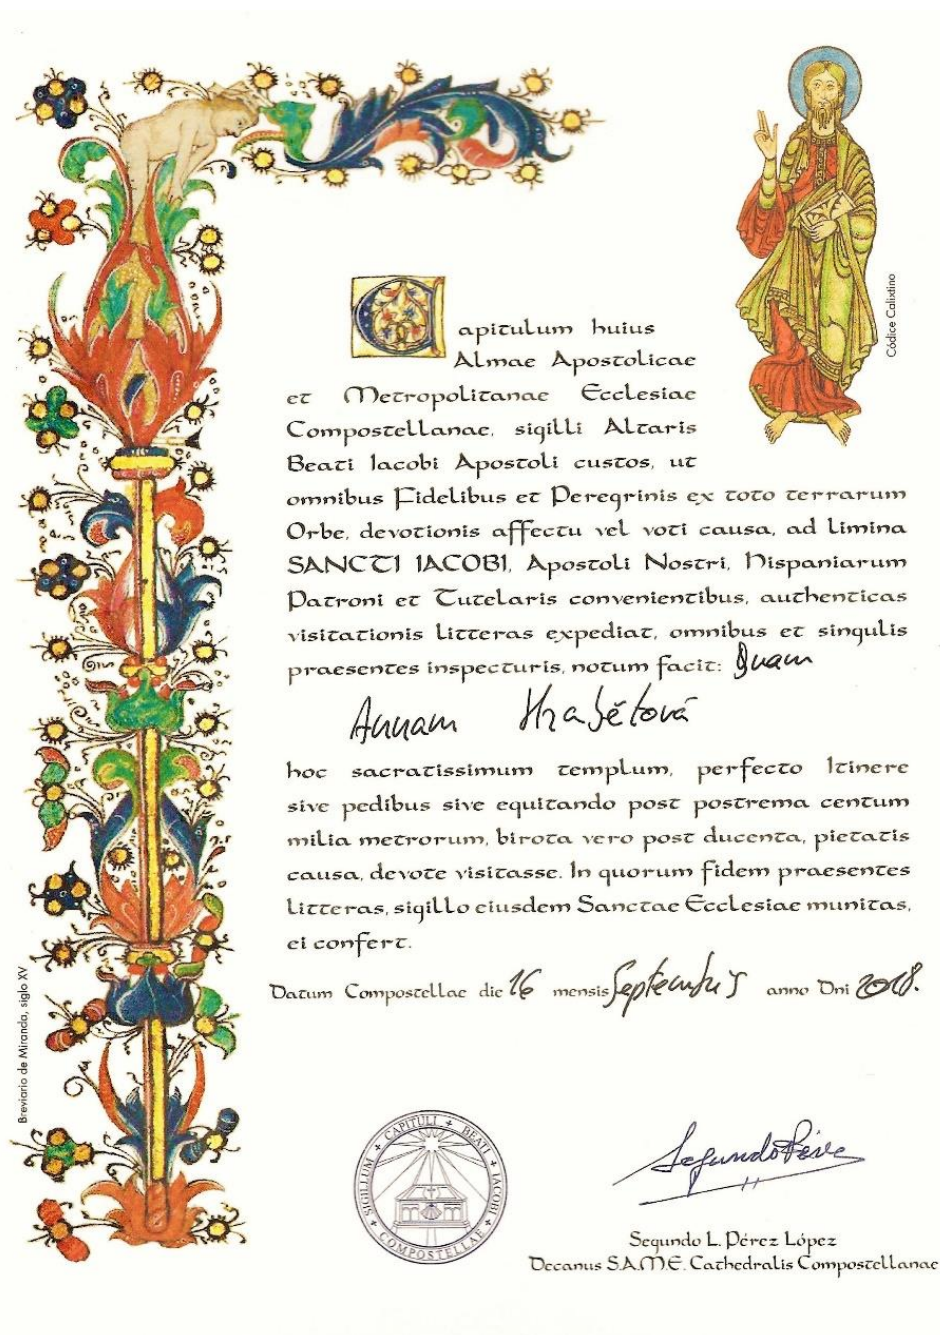 Códice Calixtino
Capitulum huius
Almae Apostolicae
et Metropolitanae Ecclesiae
Compostellanae, sigilli Altaris
Beati Iacobi Apostoli custos, ut
omnibus Fidelibus et Peregrinis ex toto terrarum
Orbe, devotionis affectu vel voti causa, ad limina
SANCTI IACOBI, Apostoli Nostri, Hispaniarum
Patroni et Tutelaris convenientibus, authenticas
visitationis litteras expediat, omnibus et singulis
praesentes inspecturis, notum facit: Dnam
Annam Hrabětová
hoc sacratissimum templum, perfecto Itinere
sive pedibus sive equitando post postrema centum
milia metrorum, birota vero post ducenta, pietatis
causa, devote visitasse. In quorum fidem praesentes
litteras, sigillo eiusdem Sanctae Ecclesiae munitas,
ei confert.
Datum Compostellae die 16 mensis Septembris anno Dni 2018.
Breviario de Miranda, siglo XV
SIGILLUM + CAPITULI + BEATI + IACOBI + COMPOSTELLAE +
Segundo Pérez
Segundo L. Pérez López
Decanus S.A.M.E. Cathedralis Compostellanae